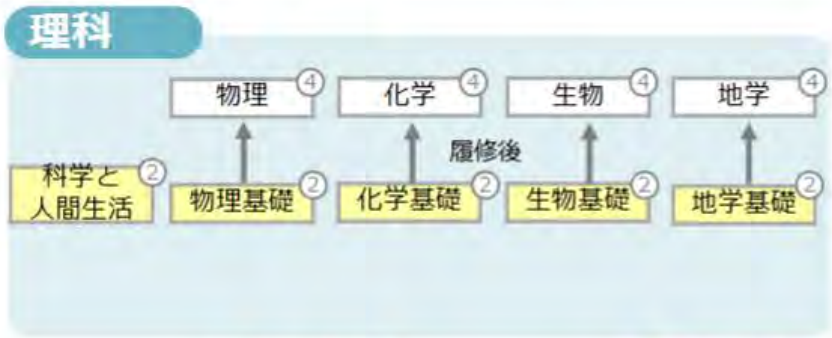 理科
物理 ④ 化学 ④ 生物 ④ 地学 ④
履修後
科学と
人間生活 ② 物理基礎 ② 化学基礎 ② 生物基礎 ② 地学基礎 ②